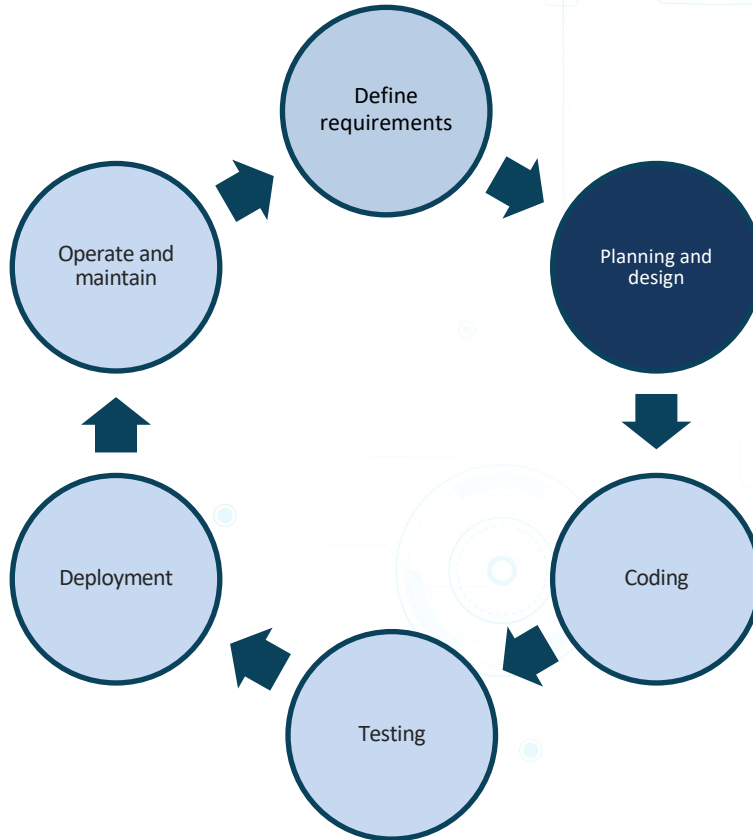 Define
requirements
Planning and
design
Coding
Testing
Deployment
Operate and
maintain